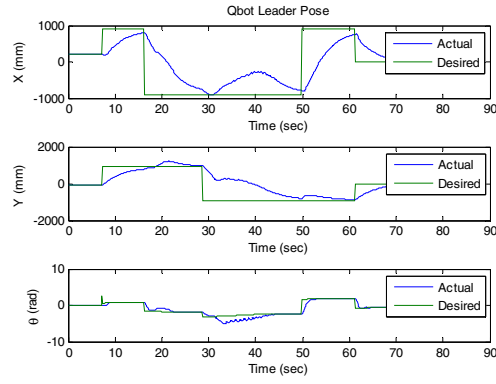 Qbot Leader Pose
X (mm)
1000
0
-1000
0 10 20 30 40 50 60 70 80 90
Time (sec)
Actual
Desired
Y (mm)
2000
0
-2000
0 10 20 30 40 50 60 70 80 90
Time (sec)
Actual
Desired
θ (rad)
10
0
-10
0 10 20 30 40 50 60 70 80 90
Time (sec)
Actual
Desired